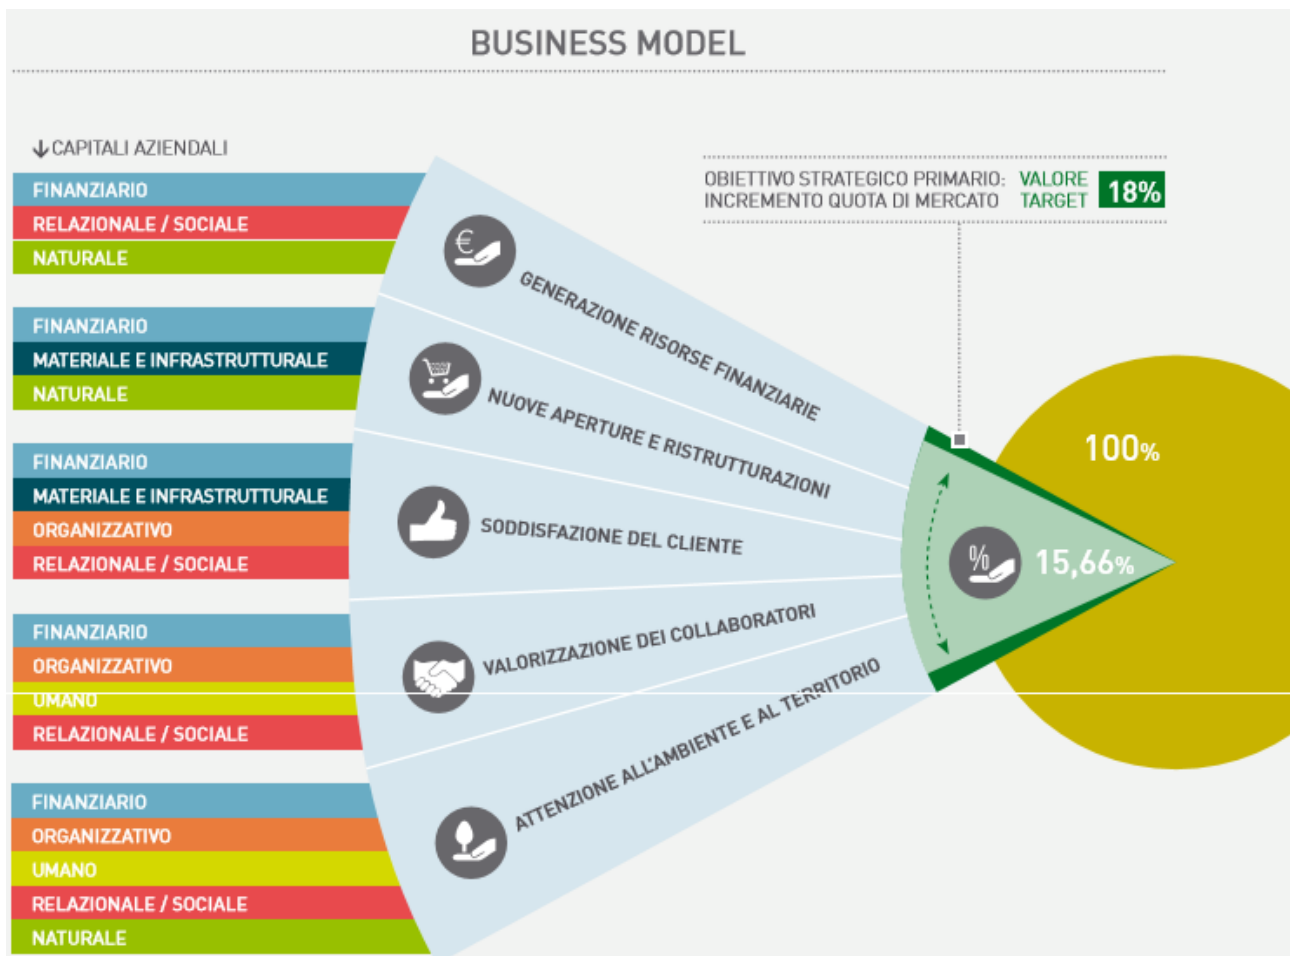 BUSINESS MODEL
CAPITALI AZIENDALI
FINANZIARIO
RELAZIONALE / SOCIALE
NATURALE
FINANZIARIO
MATERIALE E INFRASTRUTTURALE
NATURALE
FINANZIARIO
MATERIALE E INFRASTRUTTURALE
ORGANIZZATIVO
RELAZIONALE / SOCIALE
FINANZIARIO
ORGANIZZATIVO
UMANO
RELAZIONALE / SOCIALE
FINANZIARIO
ORGANIZZATIVO
UMANO
RELAZIONALE / SOCIALE
NATURALE
€
GENERAZIONE RISORSE FINANZIARIE
NUOVE APERTURE E RISTRUTTURAZIONI
SODDISFAZIONE DEL CLIENTE
VALORIZZAZIONE DEI COLLABORATORI
ATTENZIONE ALL'AMBIENTE E AL TERRITORIO
OBIETTIVO STRATEGICO PRIMARIO:
INCREMENTO QUOTA DI MERCATO
VALORE
TARGET
18%
100%
%
15,66%